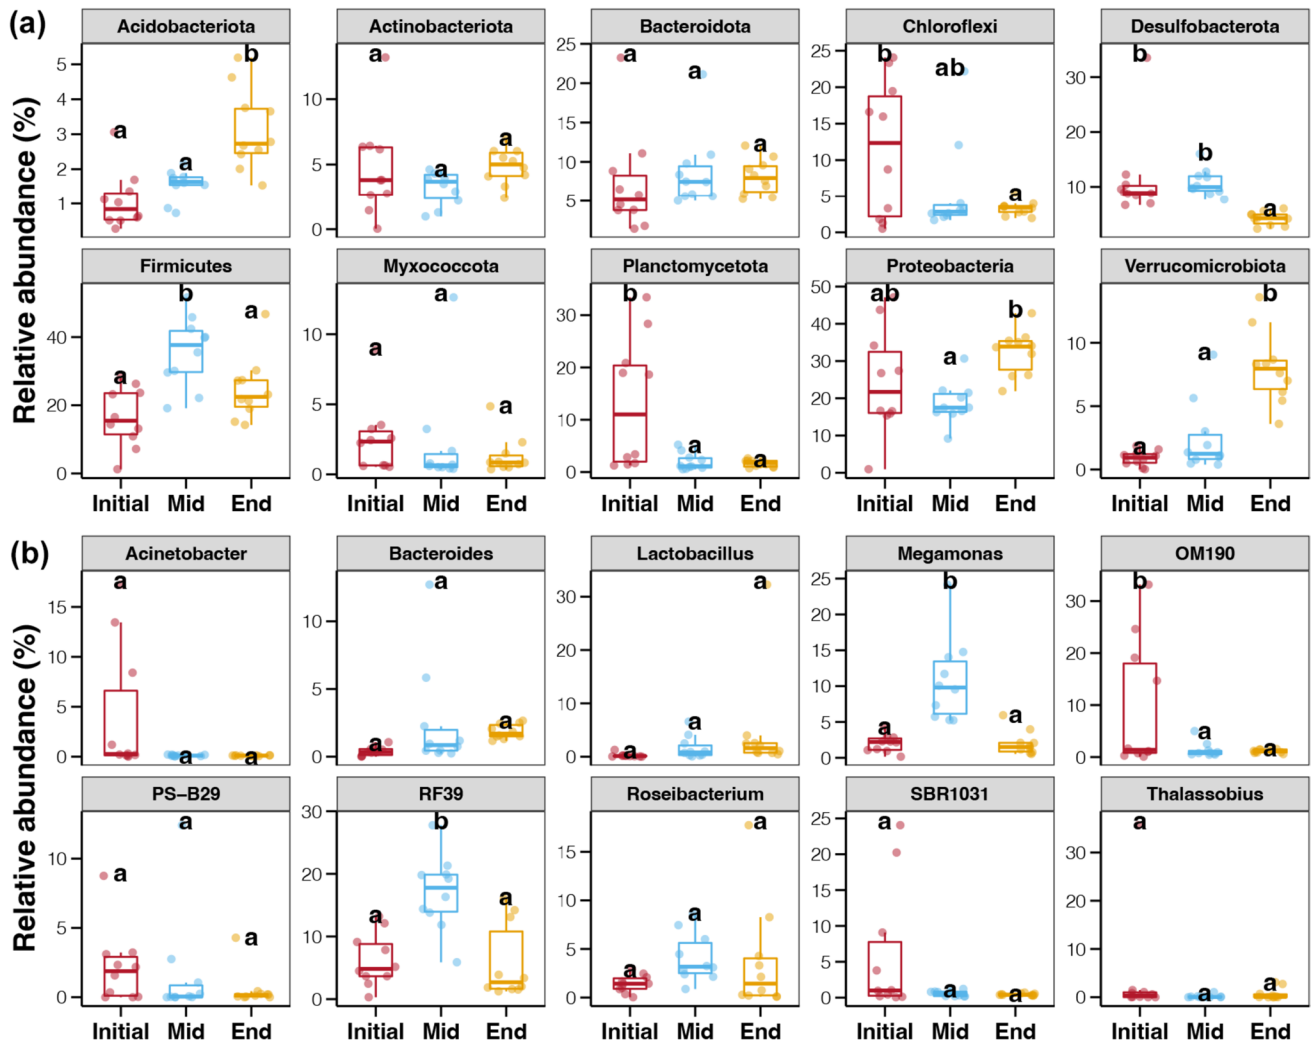 (a)
Relative abundance (%)
Acidobacteriota Actinobacteriota Bacteroidota Chloroflexi Desulfobacterota
5 4 3 2 1
a a b
10 5 0
a a a
25 20 15 10 5
a a a
25 20 15 10 5 0
b ab a
30 20 10
b b a
Firmicutes Myxococcota Planctomycetota Proteobacteria Verrucomicrobiota
40 20 0
a b a
10 5 0
a a a
30 20 10 0
b a a
50 40 30 20 10 0
ab a b
10 5 0
a a b
Initial Mid End Initial Mid End Initial Mid End Initial Mid End Initial Mid End
(b)
Relative abundance (%)
Acinetobacter Bacteroides Lactobacillus Megamonas OM190
15 10 5 0
a a a
10 5 0
a a a
30 20 10 0
a a a
25 20 15 10 5 0
a b a
30 20 10 0
b a a
PS–B29 RF39 Roseibacterium SBR1031 Thalassobius
10 5 0
a a a
30 20 10 0
a b a
15 10 5 0
a a a
25 20 15 10 5 0
a a a
30 20 10 0
a a a
Initial Mid End Initial Mid End Initial Mid End Initial Mid End Initial Mid End